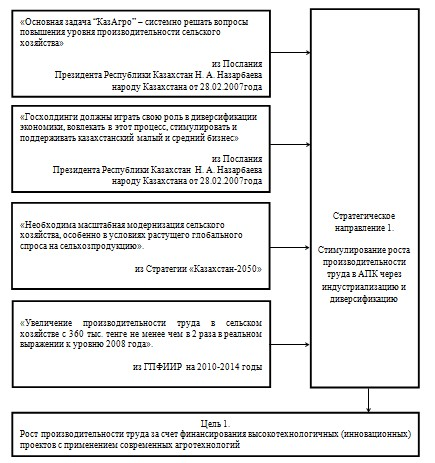 «Основная задача “КазАгро” – системно решать вопросы
повышения уровня производительности сельского
хозяйства»
из Послания
Президента Республики Казахстан Н. А. Назарбаева
народу Казахстана от 28.02.2007года
«Госхолдинги должны играть свою роль в диверсификации
экономики, вовлекать в этот процесс, стимулировать и
поддерживать казахстанский малый и средний бизнес»
из Послания
Президента Республики Казахстан Н. А. Назарбаева
народу Казахстана от 28.02.2007года
«Необходима масштабная модернизация сельского
хозяйства, особенно в условиях растущего глобального
спроса на сельхозпродукцию».
из Стратегии «Казахстан-2050»
«Увеличение производительности труда в сельском
хозяйстве с 360 тыс. тенге не менее чем в 2 раза в реальном
выражении к уровню 2008 года».
из ГПФИИР на 2010-2014 годы
Стратегическое
направление 1.
Стимулирование роста
производительности
труда в АПК через
индустриализацию и
диверсификацию
Цель 1.
Рост производительности труда за счет финансирования высокотехнологичных (инновационных)
проектов с применением современных агротехнологий